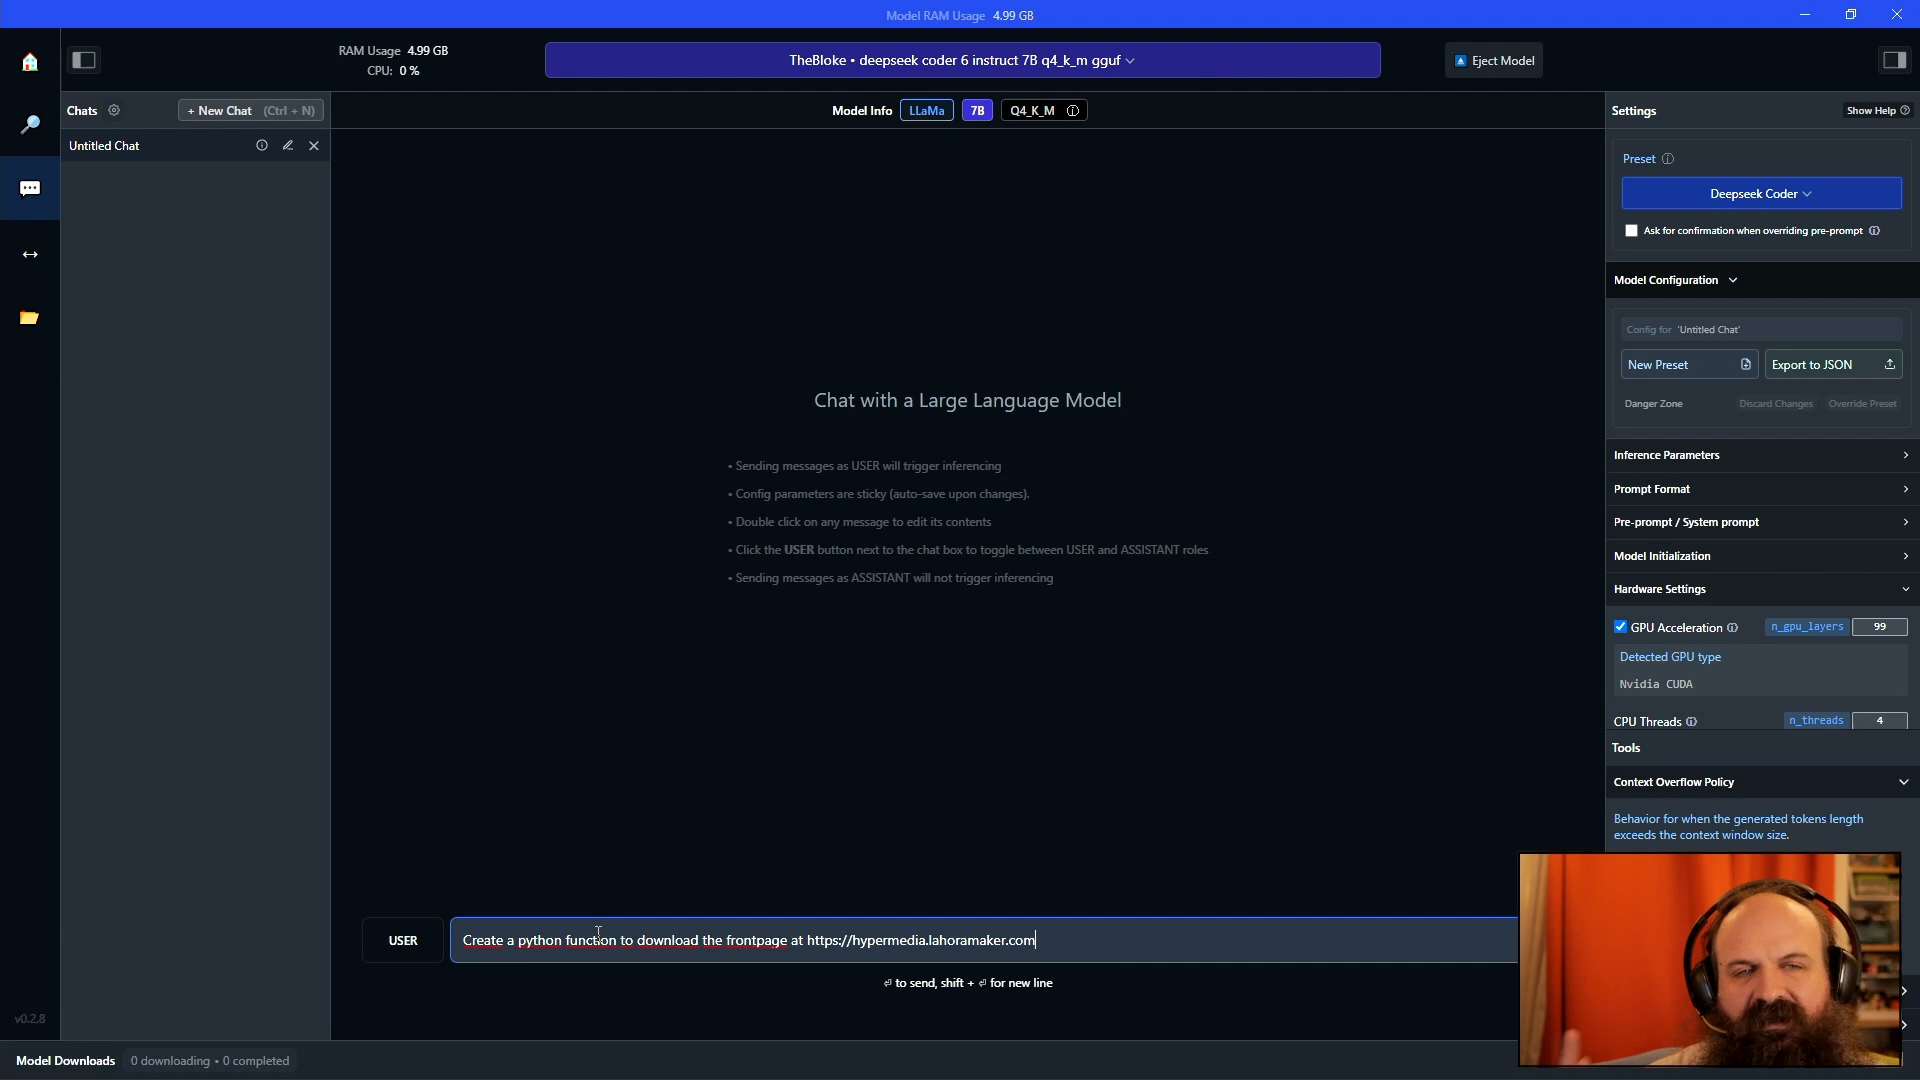 Model RAM Usage 4.99 GB
RAM Usage 4.99 GB
CPU: 0 %
TheBloke • deepseek coder 6 instruct 7B q4_k_m gguf
Eject Model
Chats
+ New Chat (Ctrl + N)
Model Info LLaMa 7B Q4_K_M
Settings
Show Help
Untitled Chat
Preset
Deepseek Coder
Ask for confirmation when overriding pre-prompt
Model Configuration
Config for 'Untitled Chat'
New Preset
Export to JSON
Danger Zone
Discard Changes
Override Preset
Chat with a Large Language Model
• Sending messages as USER will trigger inferencing
• Config parameters are sticky (auto-save upon changes).
• Double click on any message to edit its contents
• Click the USER button next to the chat box to toggle between USER and ASSISTANT roles
• Sending messages as ASSISTANT will not trigger inferencing
Inference Parameters
Prompt Format
Pre-prompt / System prompt
Model Initialization
Hardware Settings
GPU Acceleration n_gpu_layers 99
Detected GPU type
Nvidia CUDA
CPU Threads n_threads 4
Tools
Context Overflow Policy
Behavior for when the generated tokens length
exceeds the context window size.
USER
Create a python function to download the frontpage at https://hypermedia.lahoramaker.com
⏎ to send, shift + ⏎ for new line
v0.2.8
Model Downloads 0 downloading • 0 completed